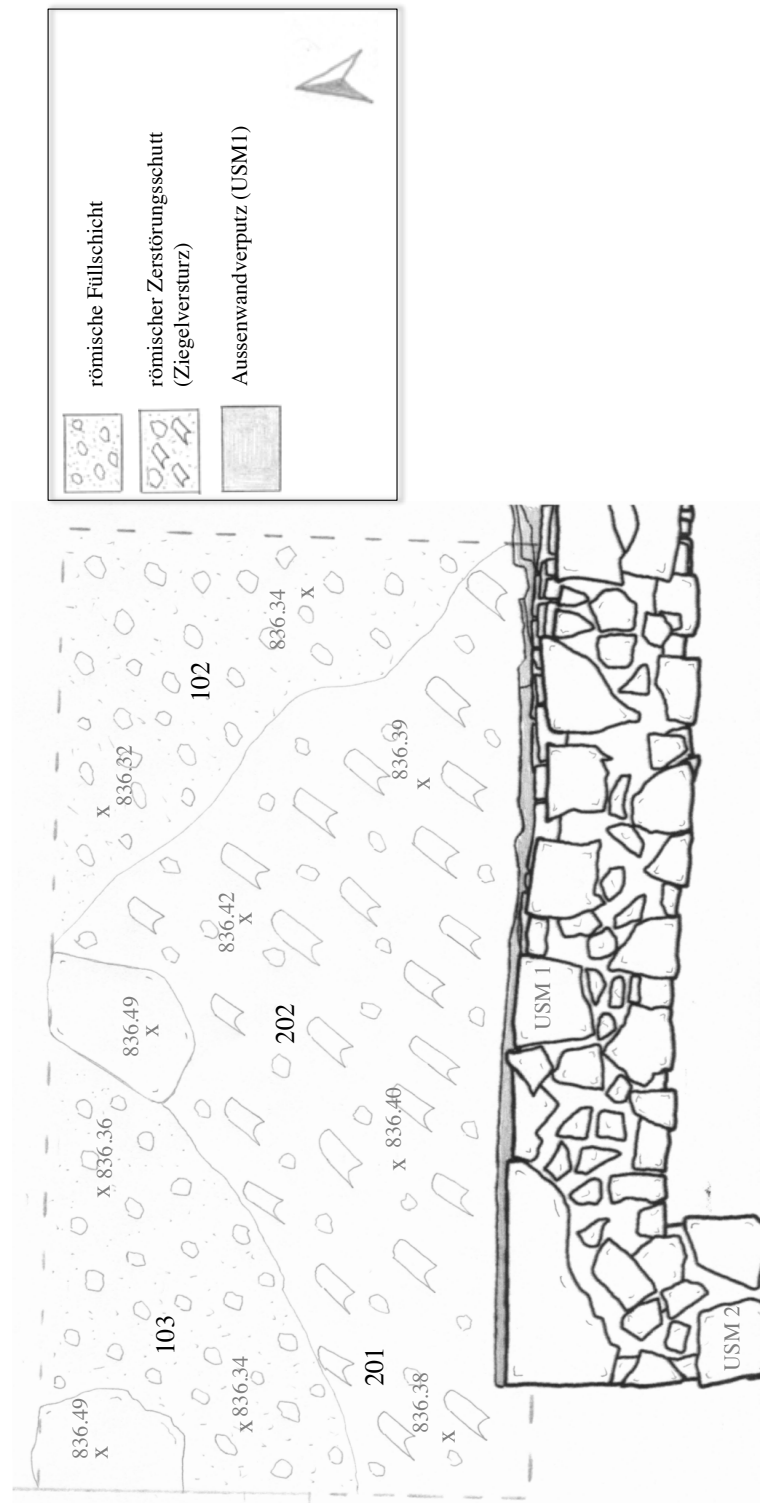 römische Füllschicht
römischer Zerstörungsschutt
(Ziegelversturz)
Aussenwandverputz (USM1)
836.49
x
103
x 836.36
836.49
x
x
836.32
102
836.34
x
x 836.34
836.42
x
202
201
836.38
x
x 836.40
836.39
x
USM 1
USM 2